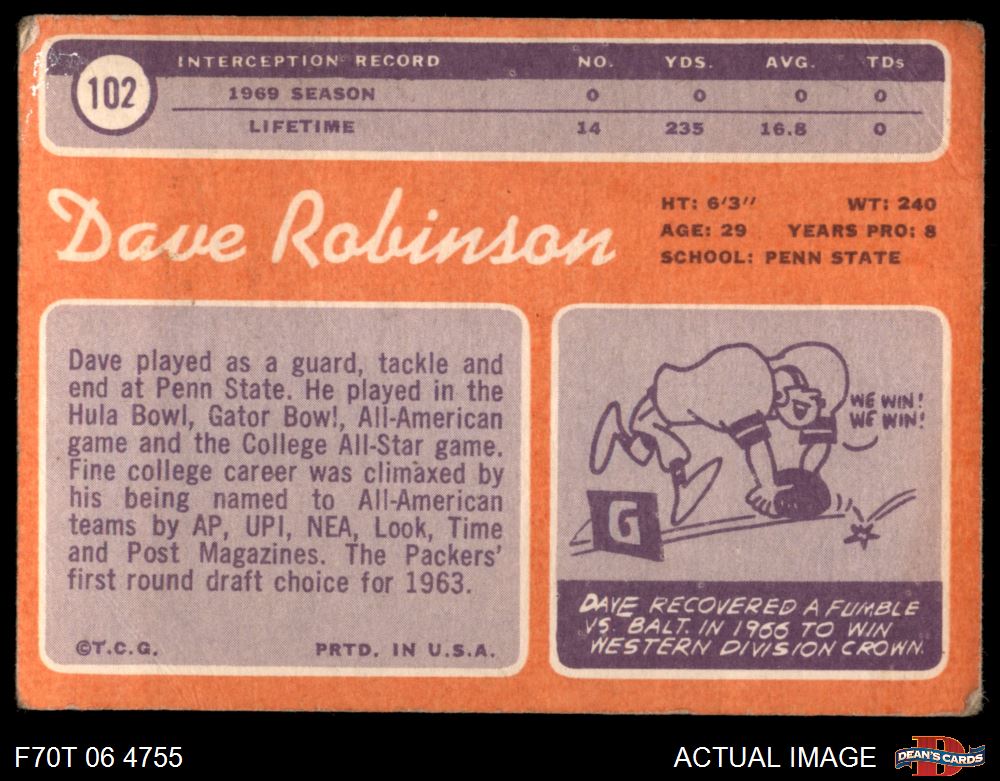 102
INTERCEPTION RECORD NO. YDS. AVG. TDs
1969 SEASON 0 0 0 0
LIFETIME 14 235 16.8 0
Dave Robinson
HT: 6'3" WT: 240
AGE: 29 YEARS PRO: 8
SCHOOL: PENN STATE
Dave played as a guard, tackle and
end at Penn State. He played in the
Hula Bowl, Gator Bowl, All-American
game and the College All-Star game.
Fine college career was climaxed by
his being named to All-American
teams by AP, UPI, NEA, Look, Time
and Post Magazines. The Packers'
first round draft choice for 1963.
©T.C.G. PRTD. IN U.S.A.
WE WIN!
WE WIN!
G
DAVE RECOVERED A FUMBLE
VS. BALT. IN 1966 TO WIN
WESTERN DIVISION CROWN.
F70T 06 4755
ACTUAL IMAGE
D
DEAN'S CARDS